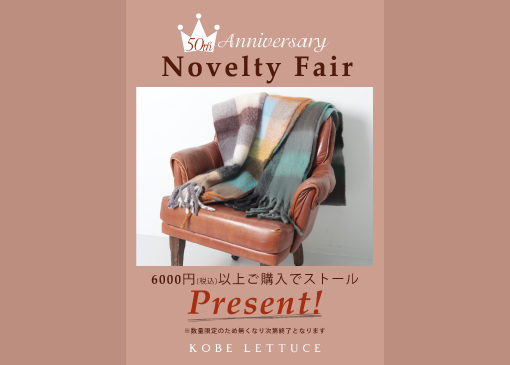 50th Anniversary
Novelty Fair
6000円(税込)以上ご購入でストール
Present!
※数量限定のため無くなり次第終了となります
KOBE LETTUCE